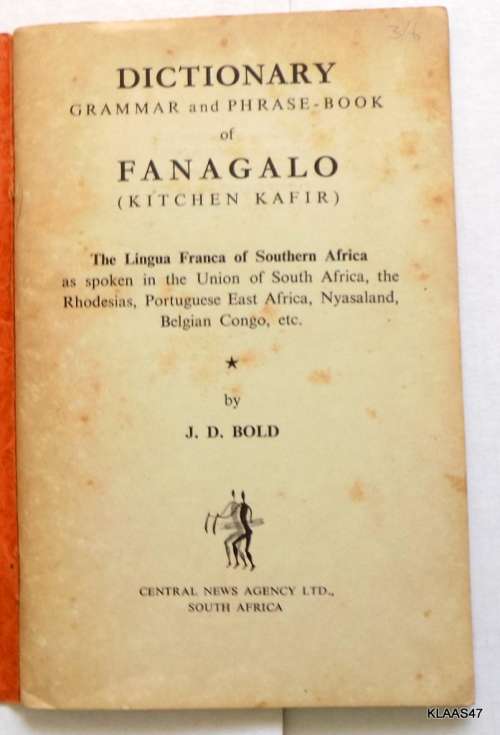 3/6
DICTIONARY
GRAMMAR and PHRASE-BOOK
of
FANAGALO
(KITCHEN KAFIR)
The Lingua Franca of Southern Africa
as spoken in the Union of South Africa, the
Rhodesias, Portuguese East Africa, Nyasaland,
Belgian Congo, etc.
by
J. D. BOLD
CENTRAL NEWS AGENCY LTD.,
SOUTH AFRICA
KLAAS47